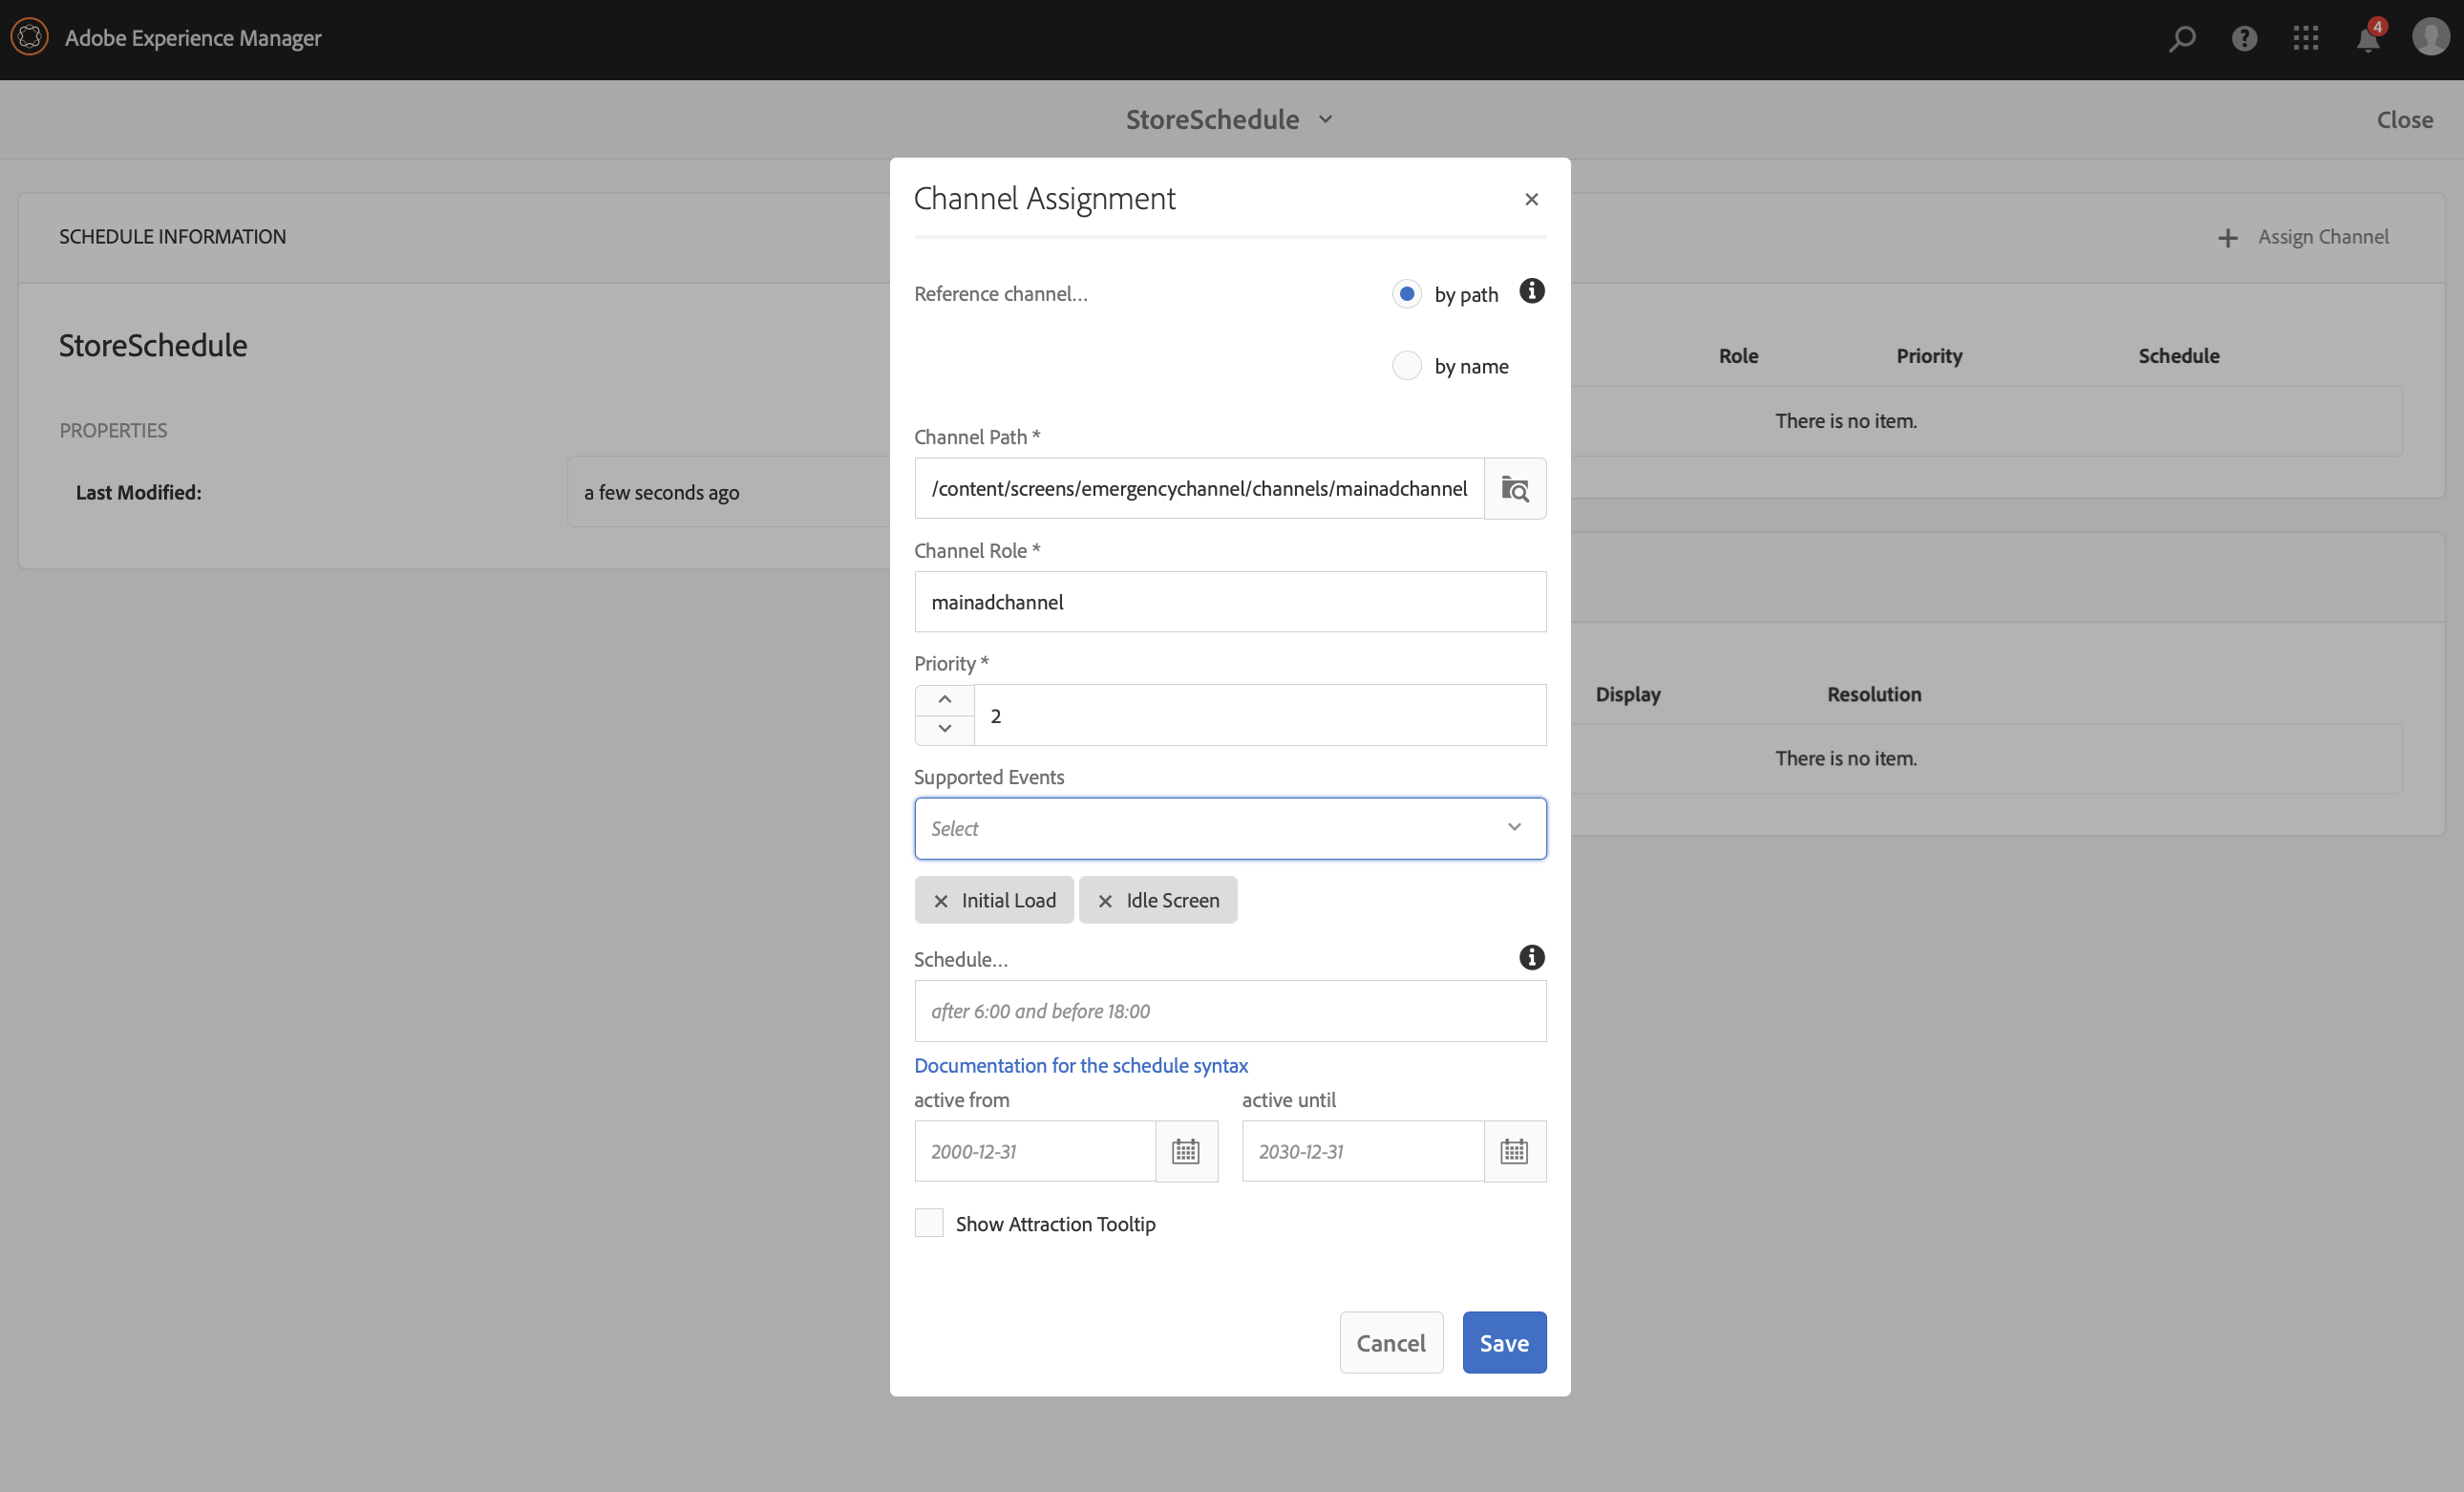 Adobe Experience Manager
4
StoreSchedule
Close
SCHEDULE INFORMATION
Assign Channel
StoreSchedule
PROPERTIES
Last Modified:
a few seconds ago
Role
Priority
Schedule
There is no item.
Display
Resolution
There is no item.
Channel Assignment
Reference channel...
by path
by name
Channel Path *
/content/screens/emergencychannel/channels/mainadchannel
Channel Role *
mainadchannel
Priority *
2
Supported Events
Select
Initial Load
Idle Screen
Schedule...
after 6:00 and before 18:00
Documentation for the schedule syntax
active from
active until
2000-12-31
2030-12-31
Show Attraction Tooltip
Cancel
Save